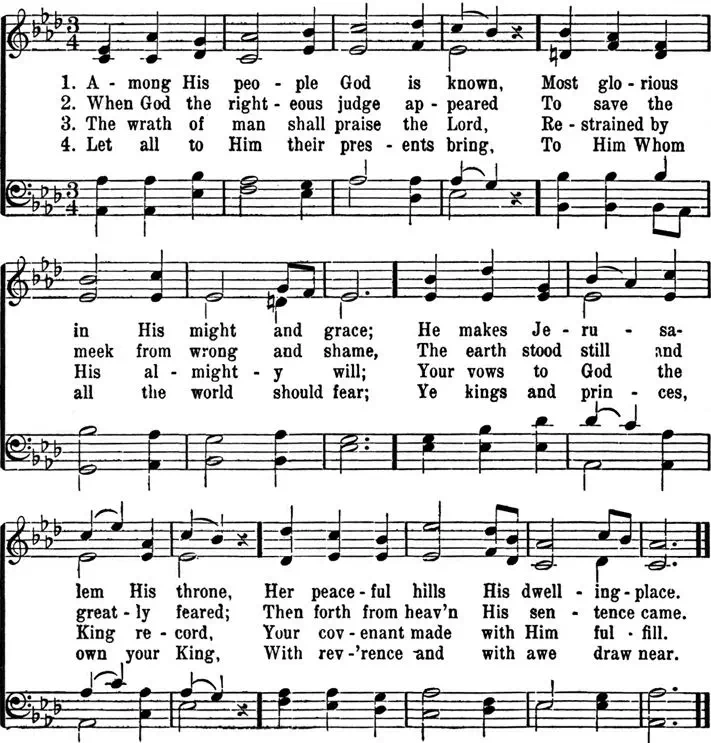 1. A - mong His peo - ple God is known, Most glo - rious
2. When God the right - eous judge ap - peared To save the
3. The wrath of man shall praise the Lord, Re - strained by
4. Let all to Him their pres - ents bring, To Him Whom
in His might and grace; He makes Je - ru - sa-
meek from wrong and shame, The earth stood still and
His al - might - y will; Your vows to God the
all the world should fear; Ye kings and prin - ces,
lem His throne, Her peace - ful hills His dwell - ing - place.
great - ly feared; Then forth from heav'n His sen - tence came.
King re - cord, Your cov - enant made with Him ful - fill.
own your King, With rev - 'rence and with awe draw near.